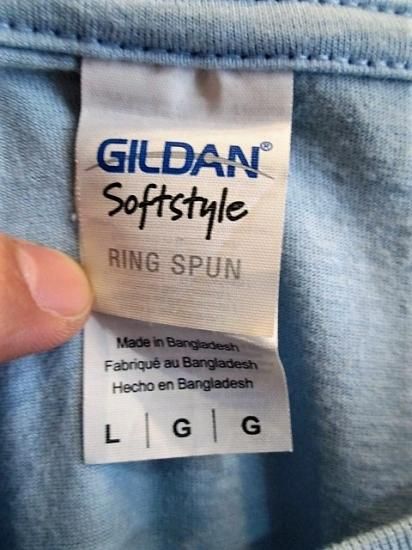 GILDAN®
Softstyle
RING SPUN
Made in Bangladesh
Fabriqué au Bangladesh
Hecho en Bangladesh
L | G | G